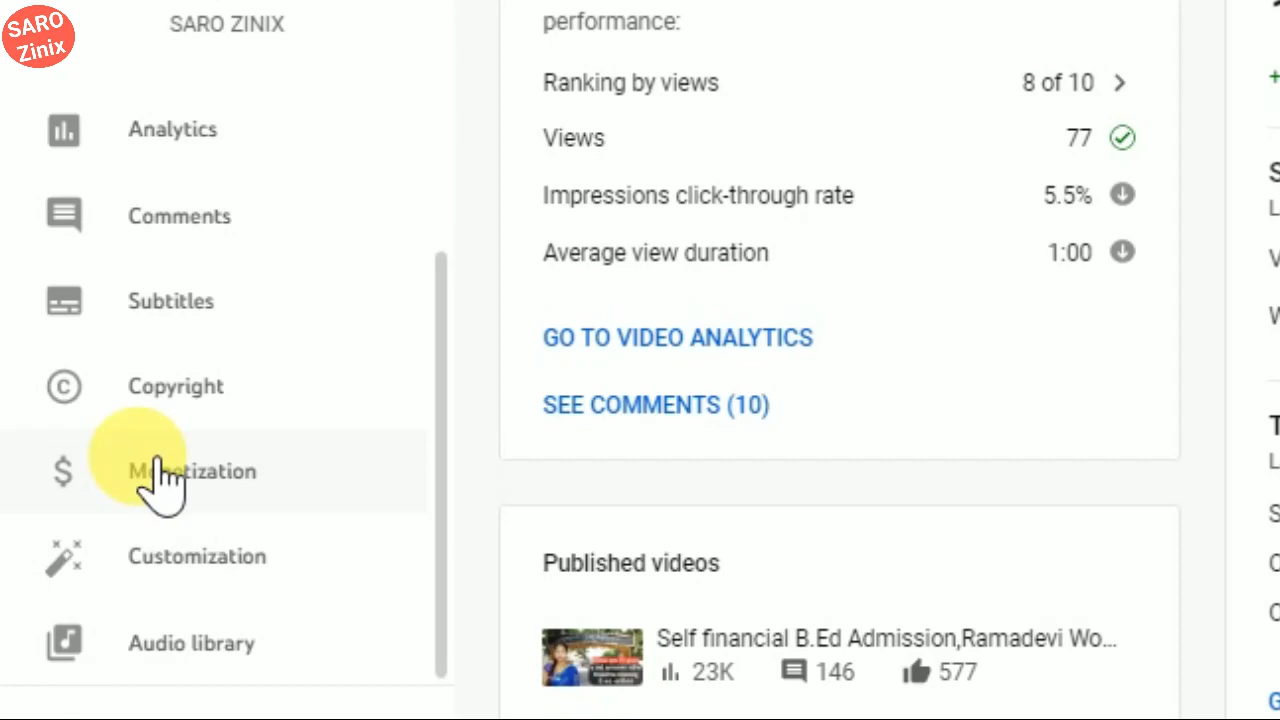 SARO
Zinix
SARO ZINIX
Analytics
Comments
Subtitles
Copyright
Monetization
Customization
Audio library
performance:
Ranking by views 8 of 10
Views 77
Impressions click-through rate 5.5%
Average view duration 1:00
GO TO VIDEO ANALYTICS
SEE COMMENTS (10)
Published videos
Self financial B.Ed Admission,Ramadevi Wo...
23K 146 577